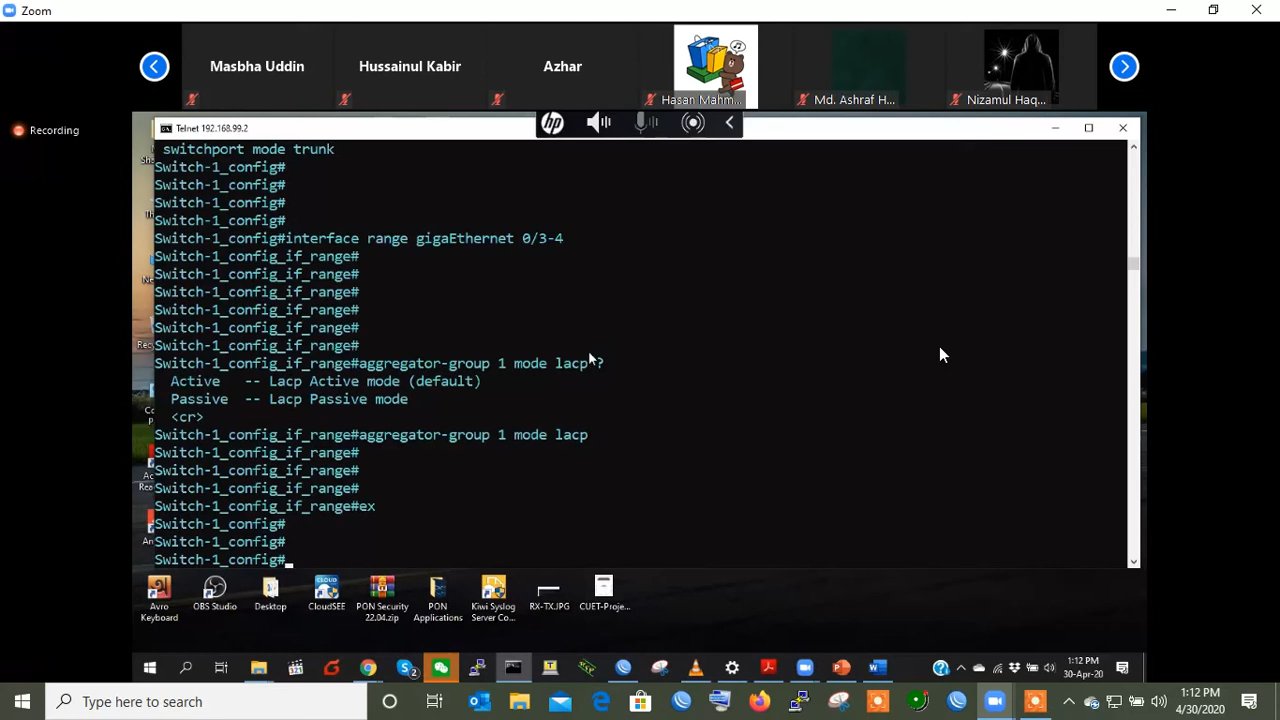 Zoom
Masbha Uddin
Hussainul Kabir
Azhar
Hasan Mahm...
Md. Ashraf H...
Nizamul Haq...
Recording
Telnet 192.168.99.2
hp
switchport mode trunk
Switch-1_config#
Switch-1_config#
Switch-1_config#
Switch-1_config#
Switch-1_config#interface range gigaEthernet 0/3-4
Switch-1_config_if_range#
Switch-1_config_if_range#
Switch-1_config_if_range#
Switch-1_config_if_range#
Switch-1_config_if_range#
Switch-1_config_if_range#
Switch-1_config_if_range#aggregator-group 1 mode lacp ?
Active -- Lacp Active mode (default)
Passive -- Lacp Passive mode
<cr>
Switch-1_config_if_range#aggregator-group 1 mode lacp
Switch-1_config_if_range#
Switch-1_config_if_range#
Switch-1_config_if_range#
Switch-1_config_if_range#ex
Switch-1_config#
Switch-1_config#
Switch-1_config#
Avro
Keyboard
OBS Studio
Desktop
CLOUD
SEE
CloudSEE
PON Security
22.04.zip
PON
Applications
Kiwi Syslog
Server Co...
RX-TX.JPG
CUET-Proje...
1:12 PM
30-Apr-20
Type here to search
1:12 PM
4/30/2020